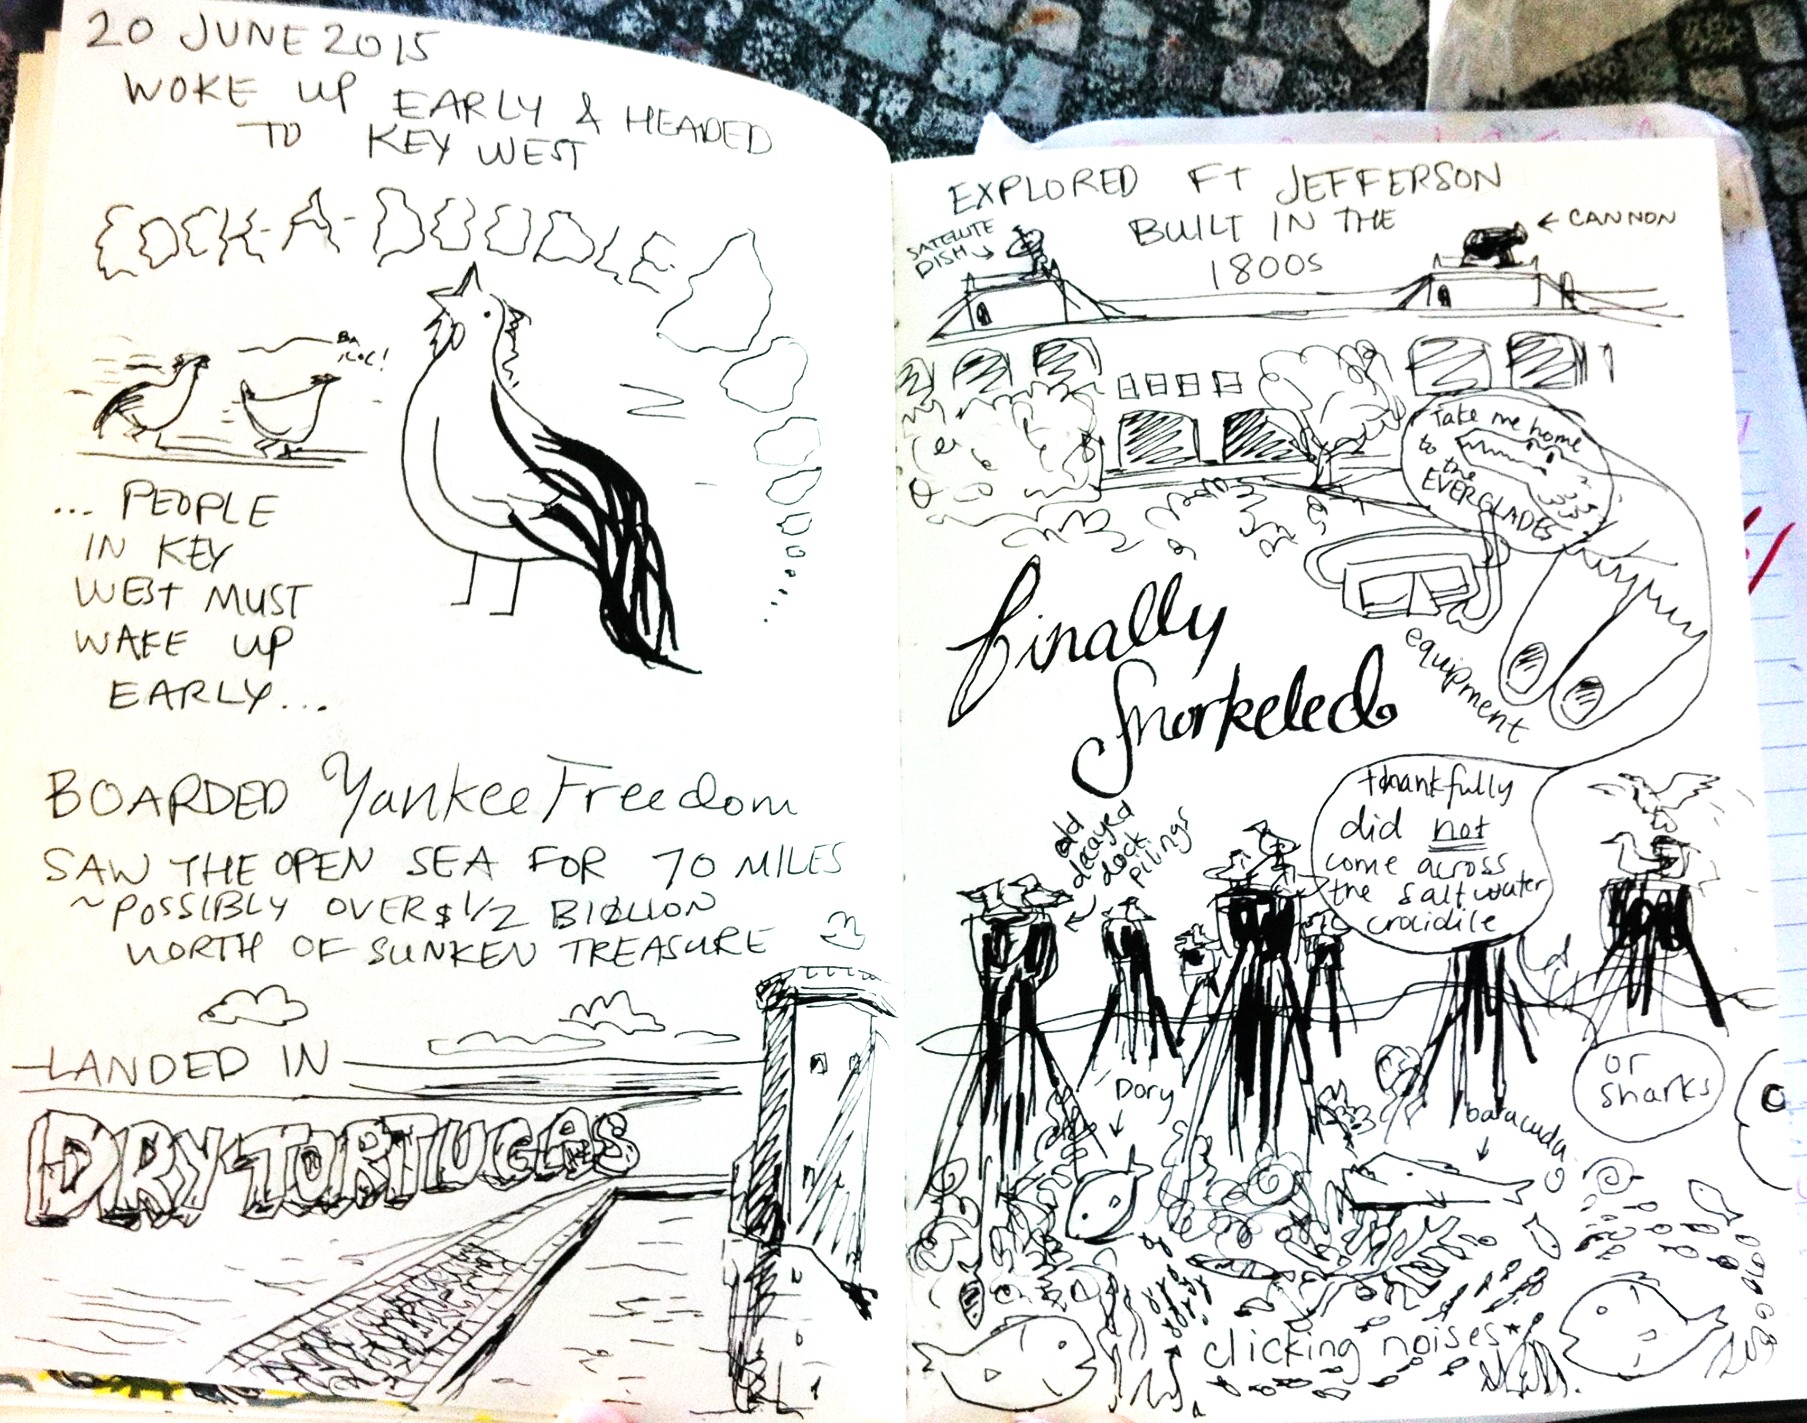 20 JUNE 2015
WOKE UP EARLY & HEADED
TO KEY WEST
COCK-A-DOODLE
BA
... PEOPLE
IN KEY
WEST MUST
WAKE UP
EARLY...
BOARDED Yankee Freedom
SAW THE OPEN SEA FOR 70 MILES
~POSSIBLY OVER $ 1/2 BILLION
WORTH OF SUNKEN TREASURE
LANDED IN
DRY TORTUGAS
EXPLORED FT JEFFERSON
BUILT IN THE
1800s
SATELLITE
DISH
← CANNON
Take me home
to
the
EVERGLADES
finally
Snorkeled
equipment
thankfully
did not
come across
the saltwater
crocidile
old
decayed
dock
pilings
or
sharks
Dory
baracuda
clicking noises*